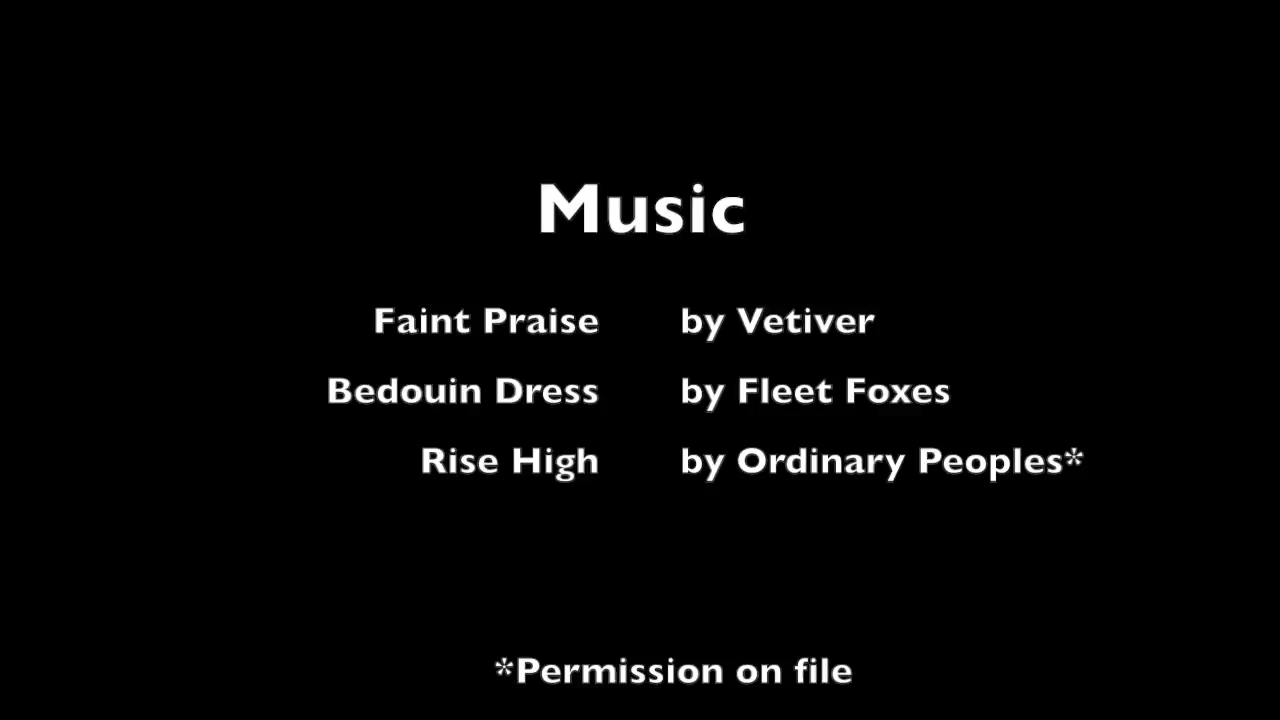 Music
Faint Praise by Vetiver
Bedouin Dress by Fleet Foxes
Rise High by Ordinary Peoples*
*Permission on file